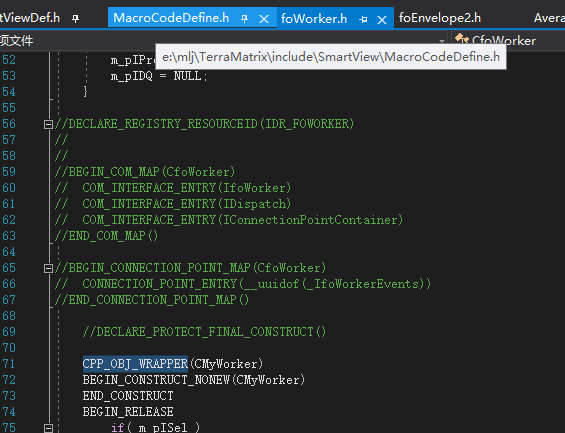 tViewDef.h MacroCodeDefine.h foWorker.h foEnvelope2.h Avera
项文件 CfoWorker
e:\mlj\TerraMatrix\include\SmartView\MacroCodeDefine.h
52 m_pIPro
53 m_pIDQ = NULL;
54 }
55
56 //DECLARE_REGISTRY_RESOURCEID(IDR_FOWORKER)
57 //
58 //
59 //BEGIN_COM_MAP(CfoWorker)
60 // COM_INTERFACE_ENTRY(IfoWorker)
61 // COM_INTERFACE_ENTRY(IDispatch)
62 // COM_INTERFACE_ENTRY(IConnectionPointContainer)
63 //END_COM_MAP()
64
65 //BEGIN_CONNECTION_POINT_MAP(CfoWorker)
66 // CONNECTION_POINT_ENTRY(__uuidof(_IfoWorkerEvents))
67 //END_CONNECTION_POINT_MAP()
68
69 //DECLARE_PROTECT_FINAL_CONSTRUCT()
70
71 CPP_OBJ_WRAPPER(CMyWorker)
72 BEGIN_CONSTRUCT_NONEW(CMyWorker)
73 END_CONSTRUCT
74 BEGIN_RELEASE
75 if( m_pISel )